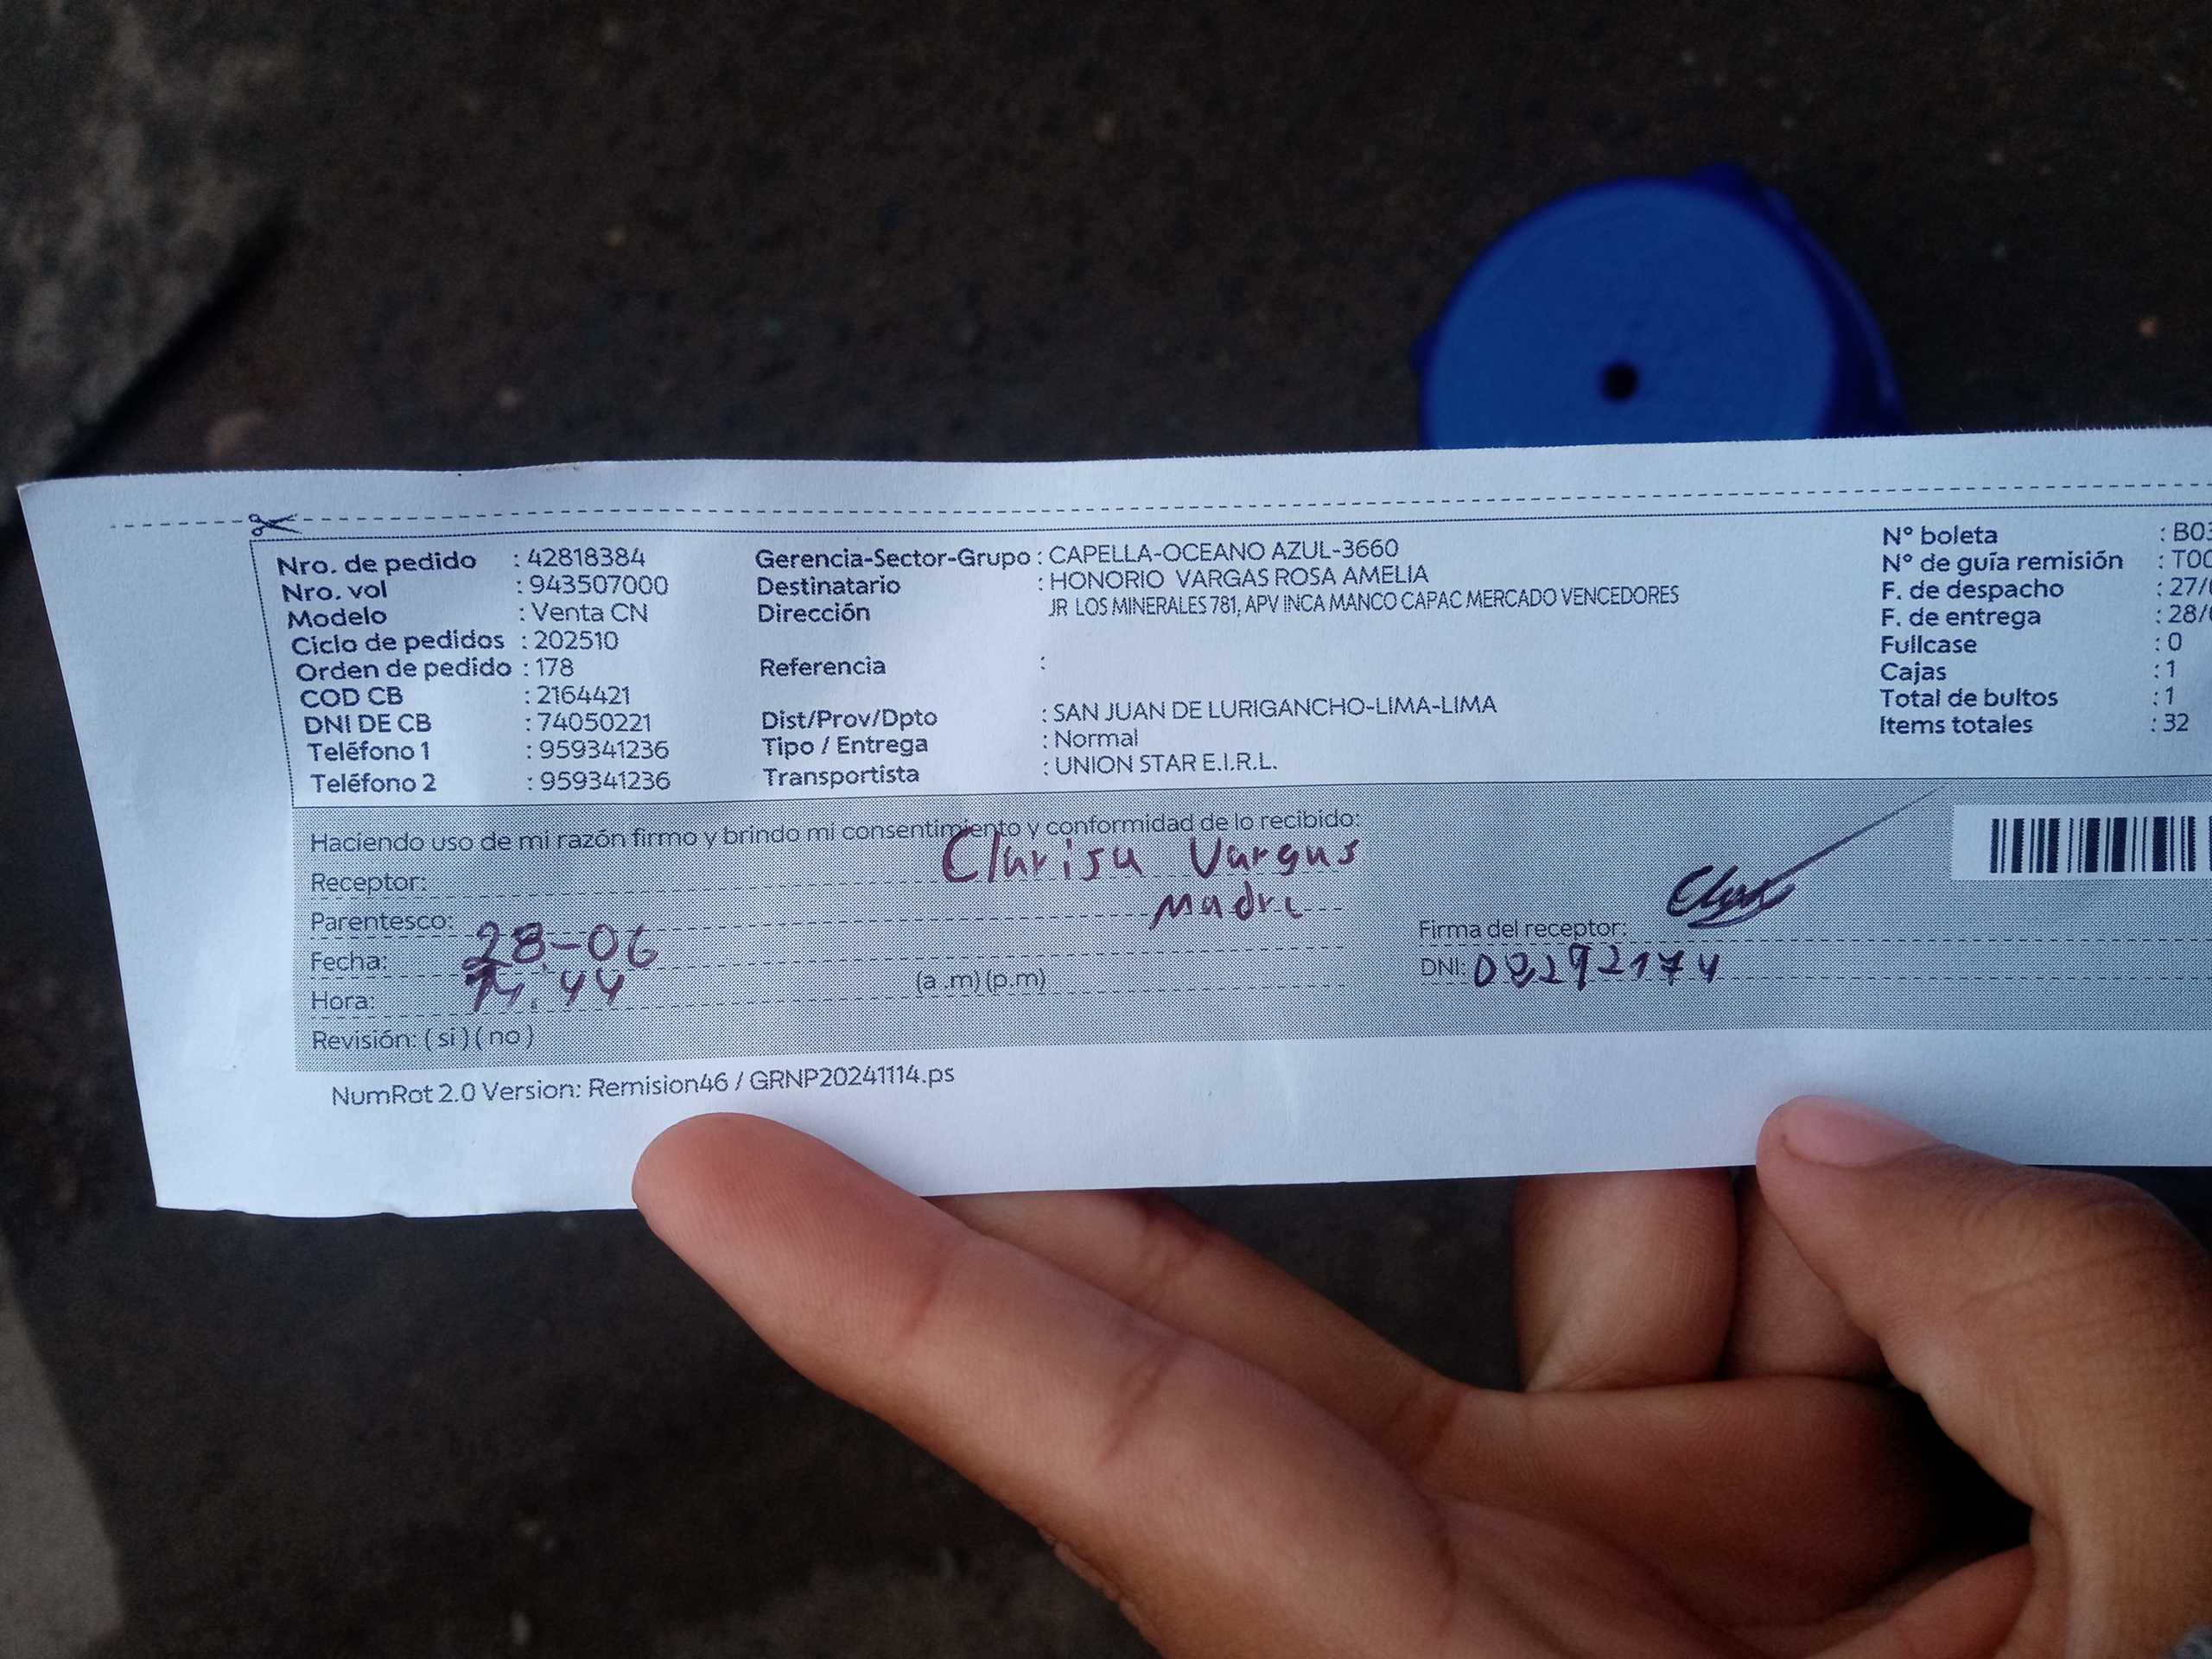 Nro. de pedido : 42818384
Nro. vol : 943507000
Modelo : Venta CN
Ciclo de pedidos : 202510
Orden de pedido : 178
COD CB : 2164421
DNI DE CB : 74050221
Teléfono 1 : 959341236
Teléfono 2 : 959341236
Gerencia-Sector-Grupo : CAPELLA-OCEANO AZUL-3660
Destinatario : HONORIO VARGAS ROSA AMELIA
Dirección JR LOS MINERALES 781, APV INCA MANCO CAPAC MERCADO VENCEDORES
Referencia :
Dist/Prov/Dpto : SAN JUAN DE LURIGANCHO-LIMA-LIMA
Tipo / Entrega : Normal
Transportista : UNION STAR E.I.R.L.
N° boleta : B03
N° de guía remisión : T00
F. de despacho : 27/
F. de entrega : 28/
Fullcase : 0
Cajas : 1
Total de bultos : 1
Items totales : 32
Haciendo uso de mi razón firmo y brindo mi consentimiento y conformidad de lo recibido:
Receptor: Clarisa Vargas
Parentesco: Madre
Fecha: 28-06
Hora: 44 (a .m) (p.m)
Revisión: ( si ) ( no )
Firma del receptor:
DNI:
NumRot 2.0 Version: Remision46 / GRNP20241114.ps